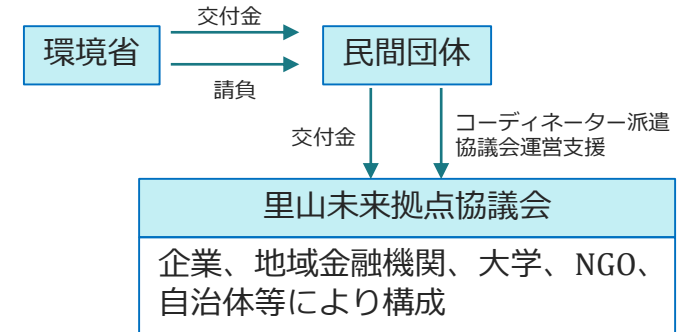 交付金
環境省
民間団体
請負
交付金
コーディネーター派遣
協議会運営支援
里山未来拠点協議会
企業、地域金融機関、大学、NGO、
自治体等により構成